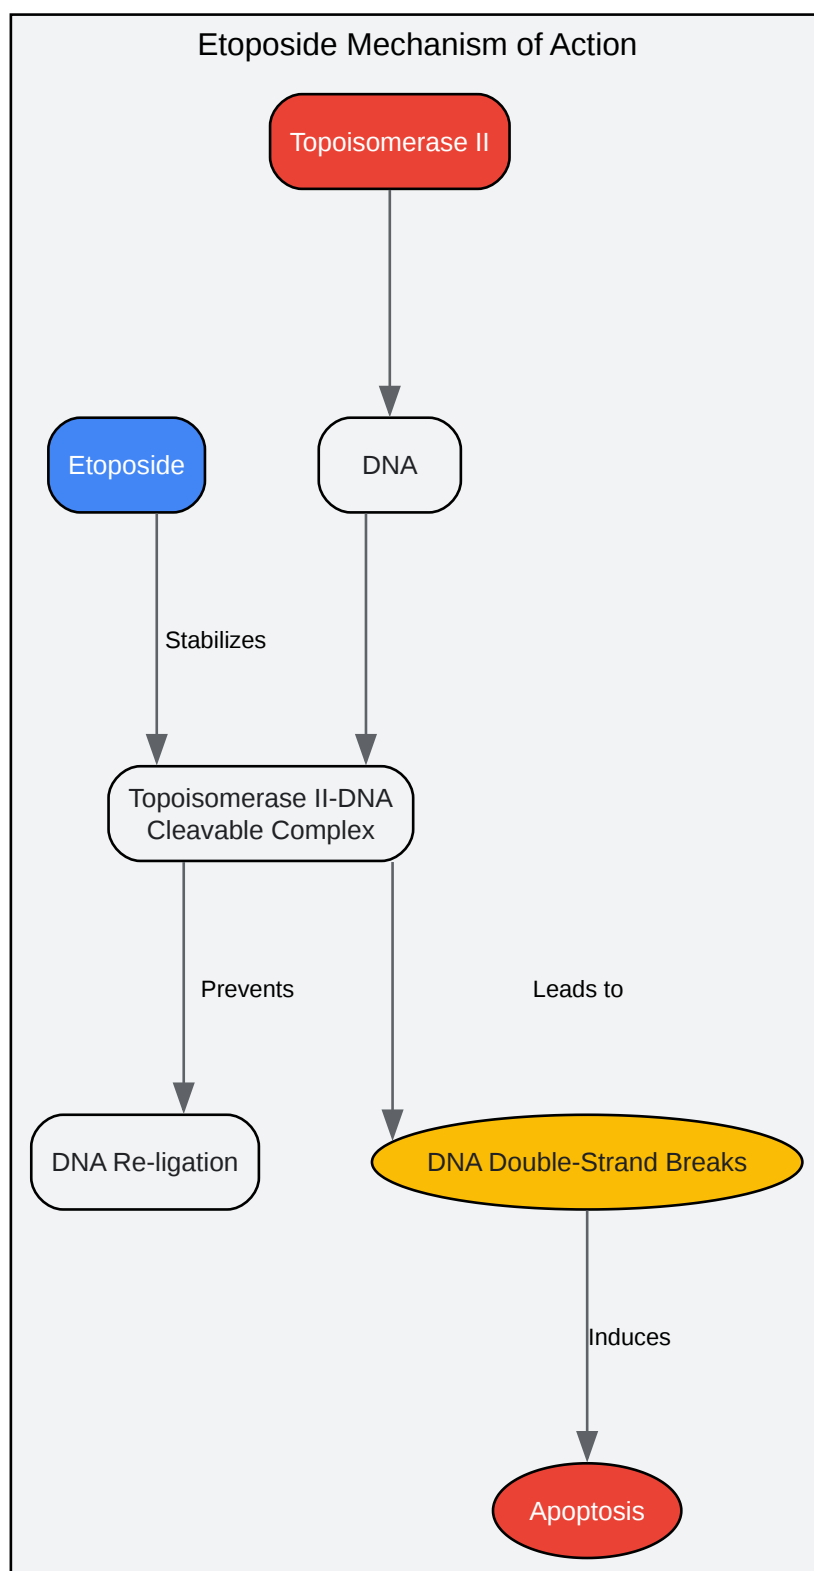 Etoposide Mechanism of Action
Topoisomerase II
Etoposide
DNA
Stabilizes
Topoisomerase II-DNA
Cleavable Complex
Prevents
Leads to
DNA Re-ligation
DNA Double-Strand Breaks
Induces
Apoptosis